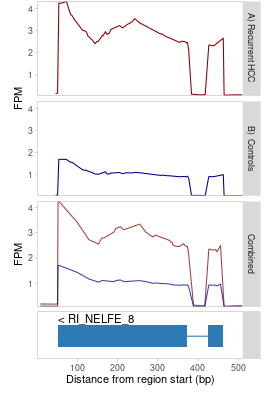 4
3
2
1
FPM
A) Recurrent HCC
4
3
2
1
B) Controls
4
3
2
1
FPM
Combined
< RI_NELFE_8
100 200 300 400 500
Distance from region start (bp)